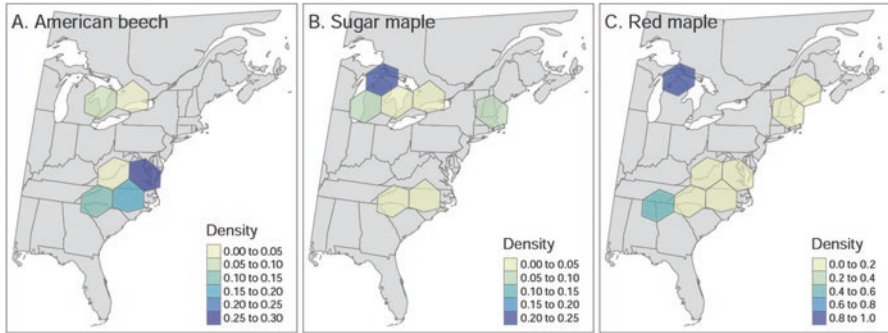 A. American beech
Density
0.00 to 0.05
0.05 to 0.10
0.10 to 0.15
0.15 to 0.20
0.20 to 0.25
0.25 to 0.30
B. Sugar maple
Density
0.00 to 0.05
0.05 to 0.10
0.10 to 0.15
0.15 to 0.20
0.20 to 0.25
C. Red maple
Density
0.0 to 0.2
0.2 to 0.4
0.4 to 0.6
0.6 to 0.8
0.8 to 1.0